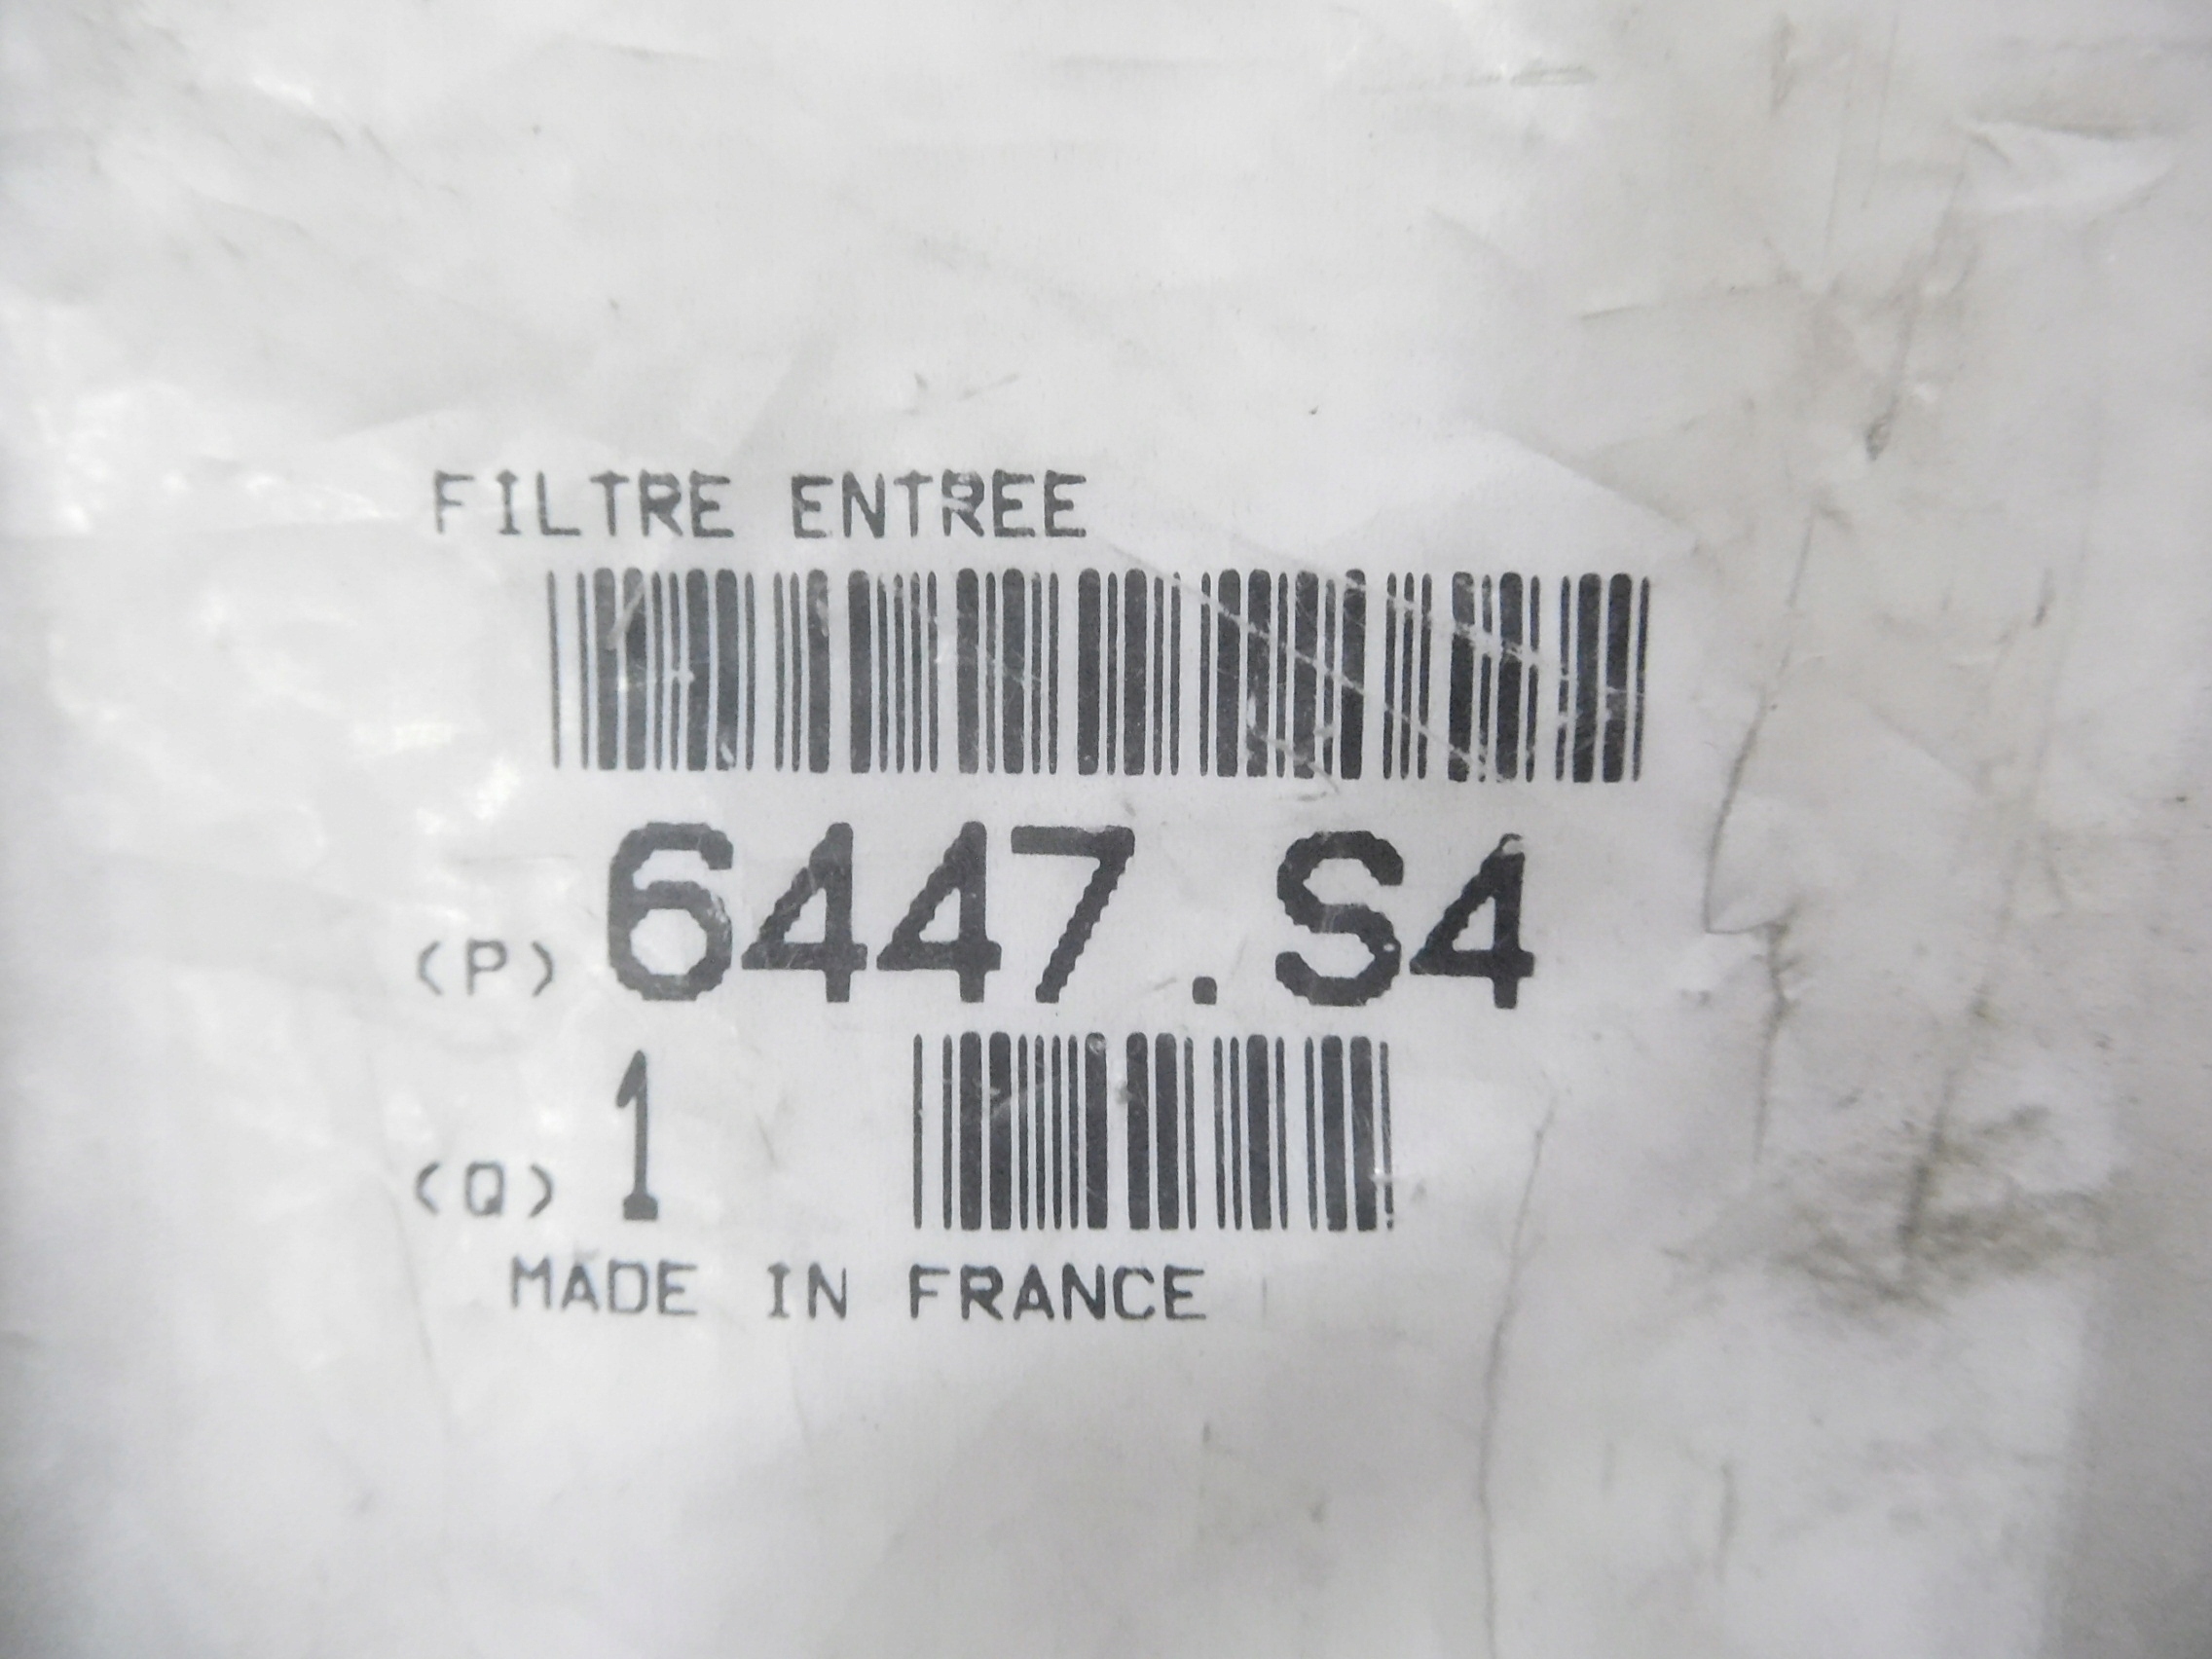 FILTRE ENTREE
(P) 6447.S4
(Q) 1
MADE IN FRANCE